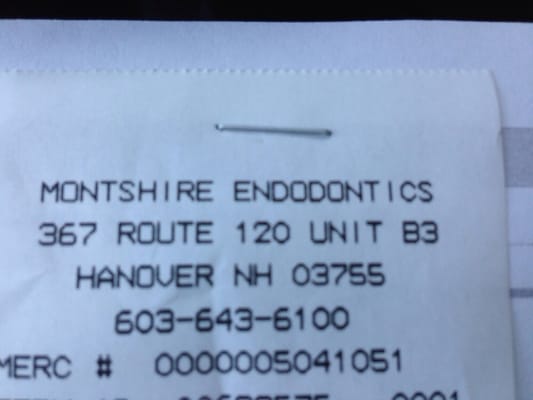 MONTSHIRE ENDODONTICS
367 ROUTE 120 UNIT B3
HANOVER NH 03755
603-643-6100
MERC # 0000005041051